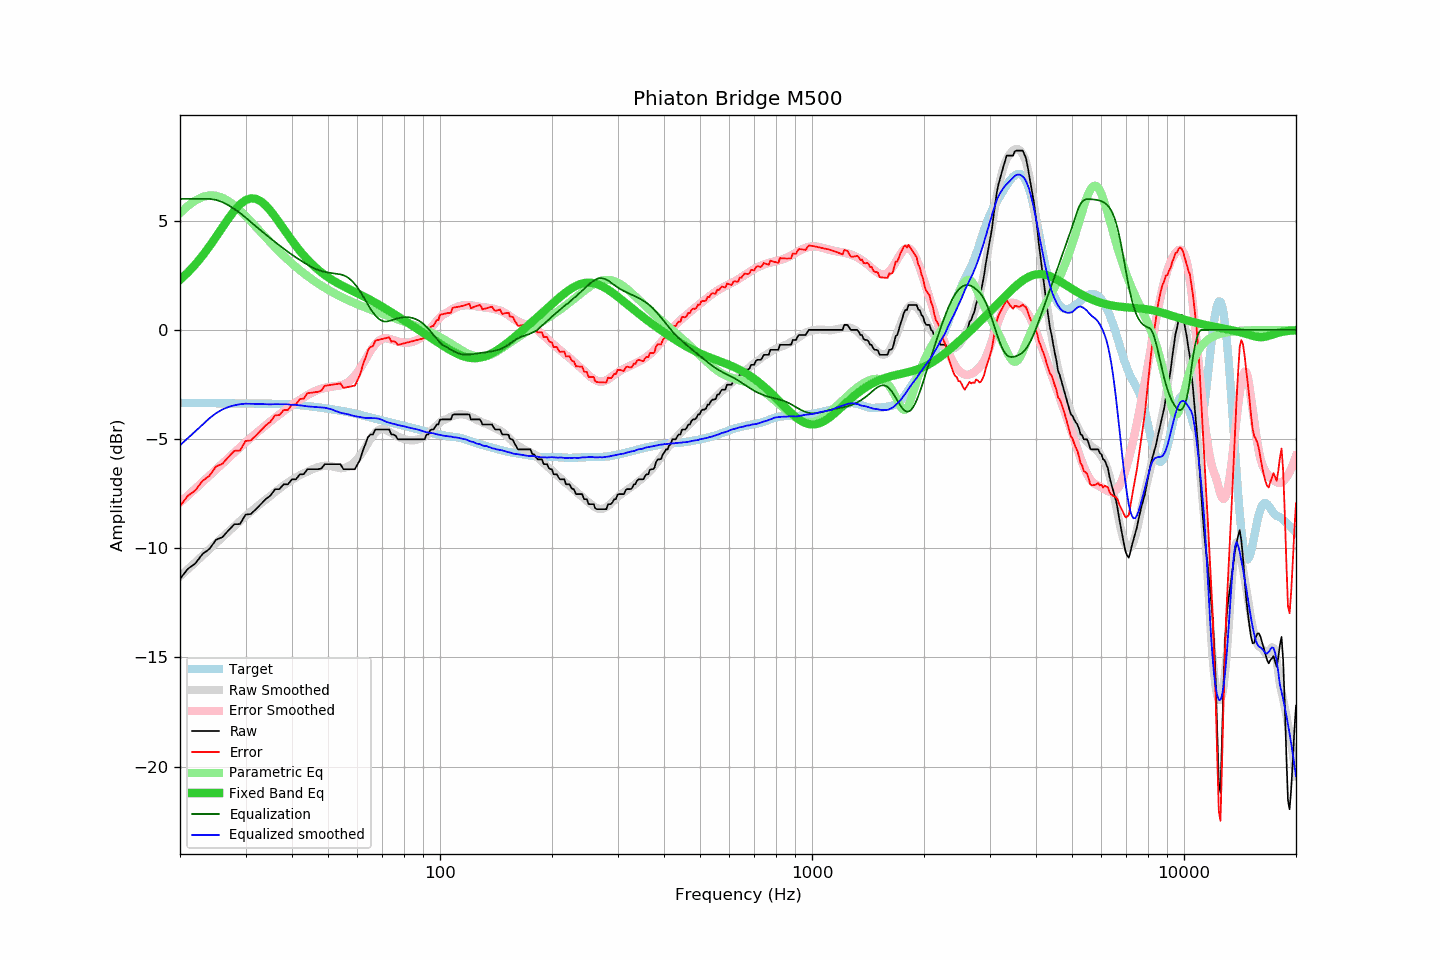 Phiaton Bridge M500
Amplitude (dBr)
5
0
−5
−10
−15
−20
Target
Raw Smoothed
Error Smoothed
Raw
Error
Parametric Eq
Fixed Band Eq
Equalization
Equalized smoothed
100
1000
10000
Frequency (Hz)